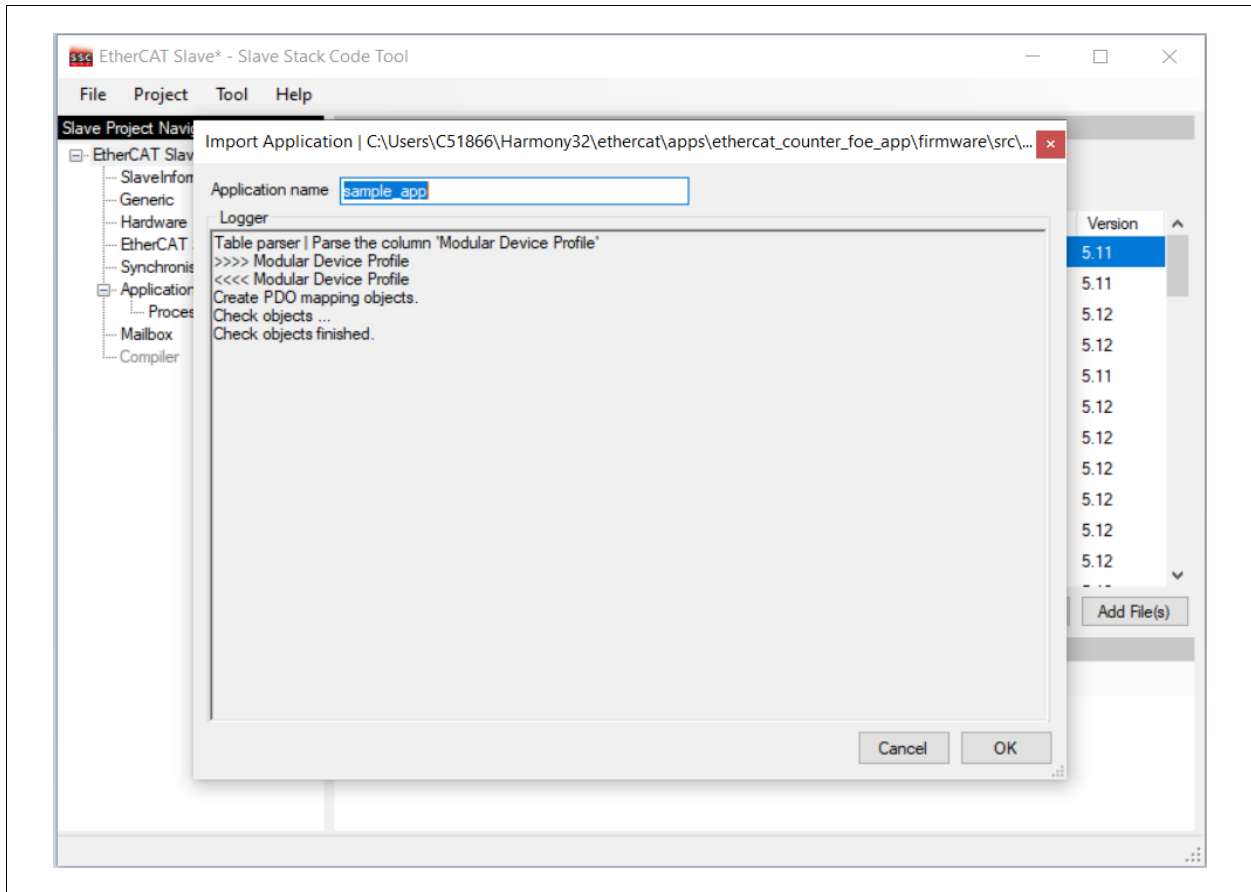 SSC EtherCAT Slave* - Slave Stack Code Tool
File Project Tool Help
Slave Project Navi
Import Application | C:\Users\C51866\Harmony32\ethercat\apps\ethercat_counter_foe_app\firmware\src\...
EtherCAT Slav
SlaveInform
Generic
Hardware
EtherCAT
Synchronis
Application
Proces
Mailbox
Compiler
Application name sample_app
Logger
Table parser | Parse the column 'Modular Device Profile'
>>>> Modular Device Profile
<<<< Modular Device Profile
Create PDO mapping objects.
Check objects ...
Check objects finished.
Cancel OK
Version
5.11
5.11
5.12
5.12
5.11
5.12
5.12
5.12
5.12
5.12
5.12
Add File(s)